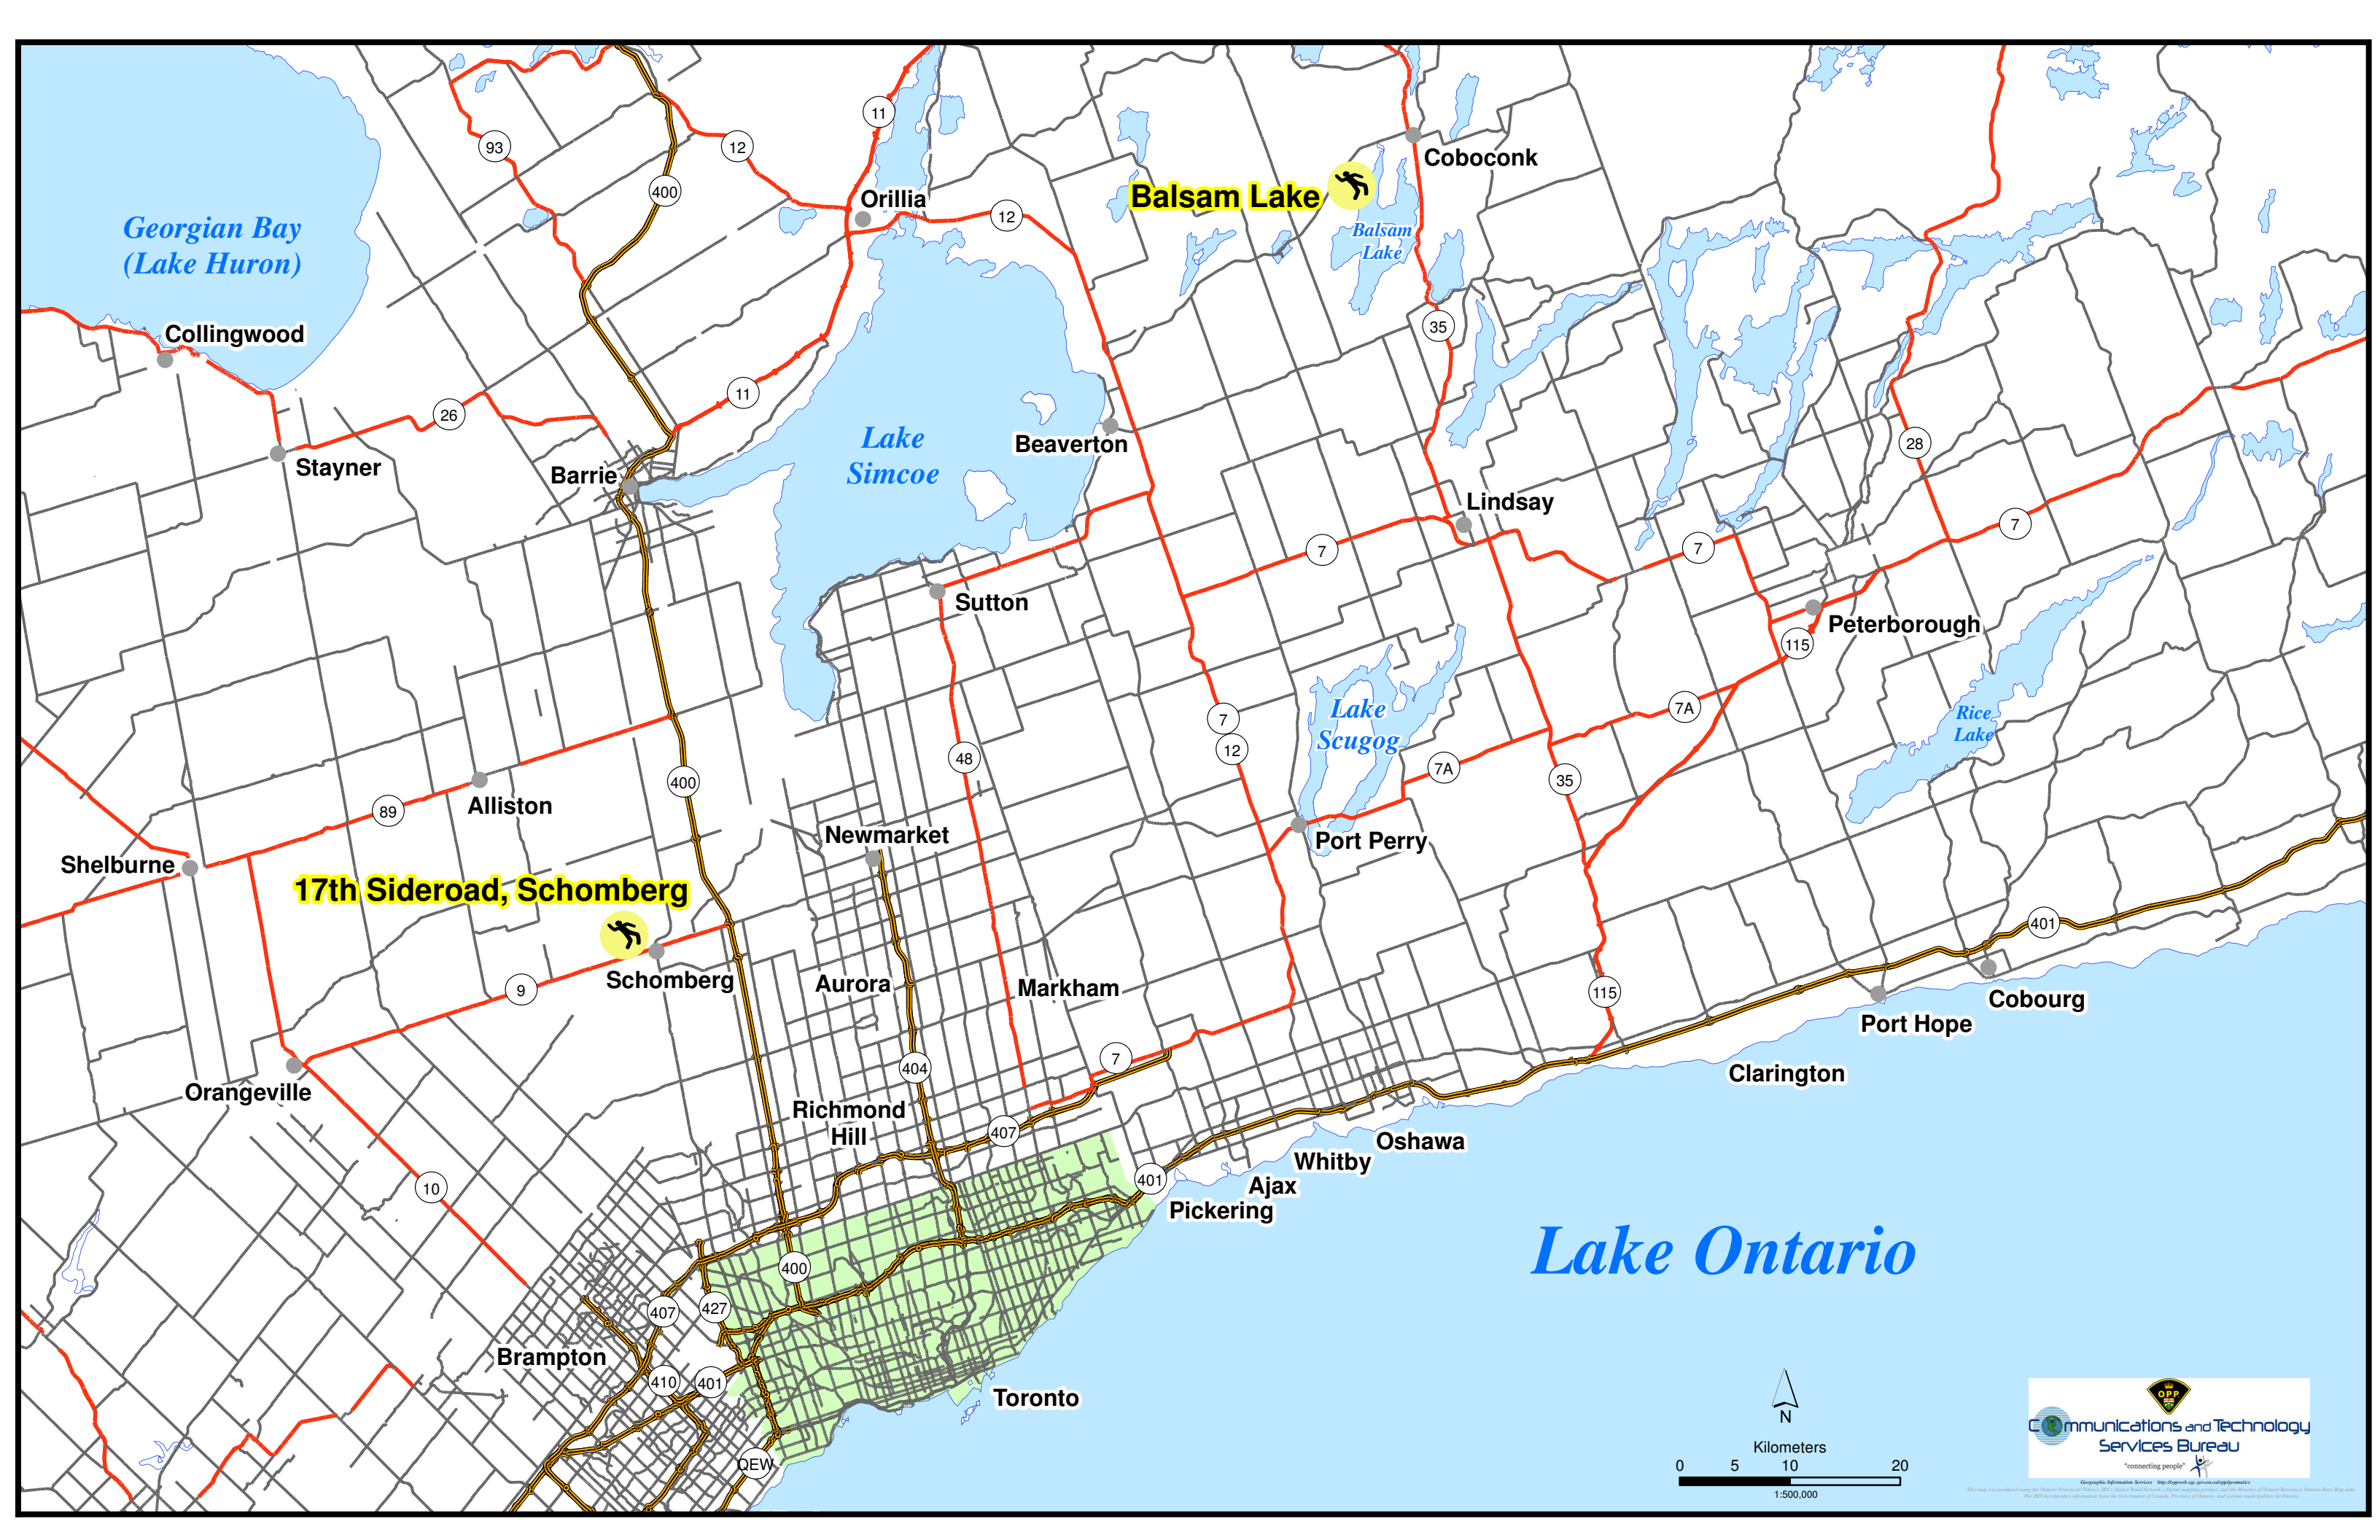 11
93
12
Coboconk
400
Balsam Lake
Orillia
12
Georgian Bay
(Lake Huron)
Balsam
Lake
Collingwood
35
11
26
Lake
Simcoe
Beaverton
28
Stayner
Barrie
Lindsay
7
7
7
Sutton
Peterborough
115
Lake
Scugog
7A
Rice
Lake
7
12
48
7A
35
400
89
Alliston
Newmarket
Port Perry
Shelburne
17th Sideroad, Schomberg
401
Schomberg
Aurora
Markham
9
115
Cobourg
Port Hope
7
404
Clarington
Orangeville
Richmond
Hill
407
Oshawa
Whitby
401
Ajax
10
Pickering
Lake Ontario
400
407
427
Brampton
410
401
Toronto
QEW
N
Kilometers
0 5 10 20
1:500,000
OPP
Communications and Technology
Services Bureau
"connecting people"